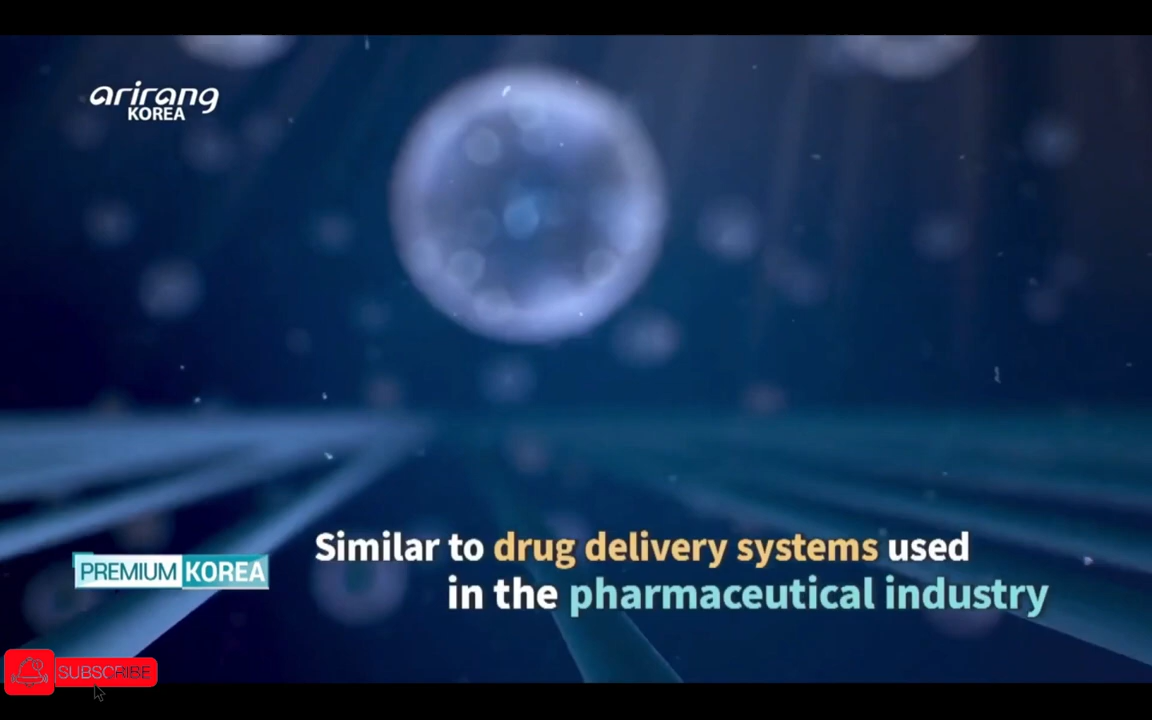 arirang
KOREA
Similar to drug delivery systems used
in the pharmaceutical industry
PREMIUM KOREA
SUBSCRIBE